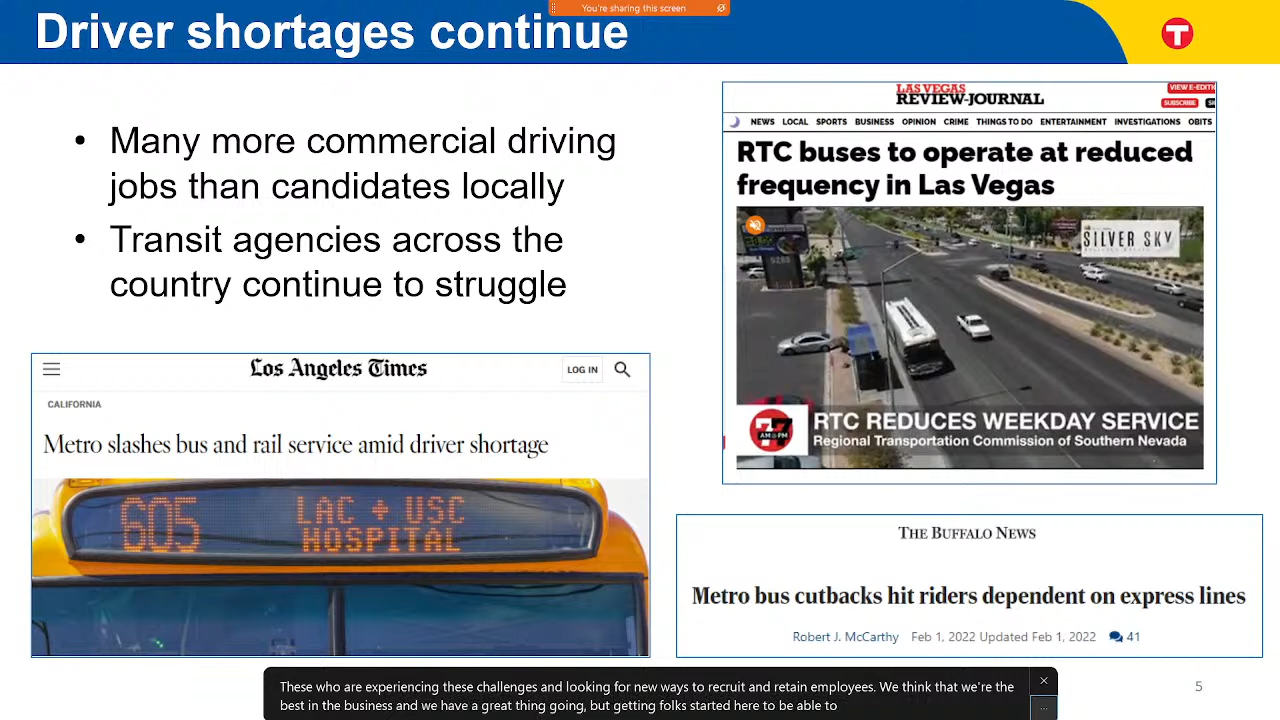 You're sharing this screen
Driver shortages continue
T
• Many more commercial driving
jobs than candidates locally
• Transit agencies across the
country continue to struggle
LAS VEGAS
REVIEW-JOURNAL
VIEW E-EDITI
SUBSCRIBE
NEWS LOCAL SPORTS BUSINESS OPINION CRIME THINGS TO DO ENTERTAINMENT INVESTIGATIONS OBITS
RTC buses to operate at reduced
frequency in Las Vegas
SILVER SKY
RTC REDUCES WEEKDAY SERVICE
Regional Transportation Commission of Southern Nevada
Los Angeles Times
LOG IN
CALIFORNIA
Metro slashes bus and rail service amid driver shortage
605 LAC + USC
HOSPITAL
THE BUFFALO NEWS
Metro bus cutbacks hit riders dependent on express lines
Robert J. McCarthy Feb 1, 2022 Updated Feb 1, 2022 41
These who are experiencing these challenges and looking for new ways to recruit and retain employees. We think that we're the
best in the business and we have a great thing going, but getting folks started here to be able to
5